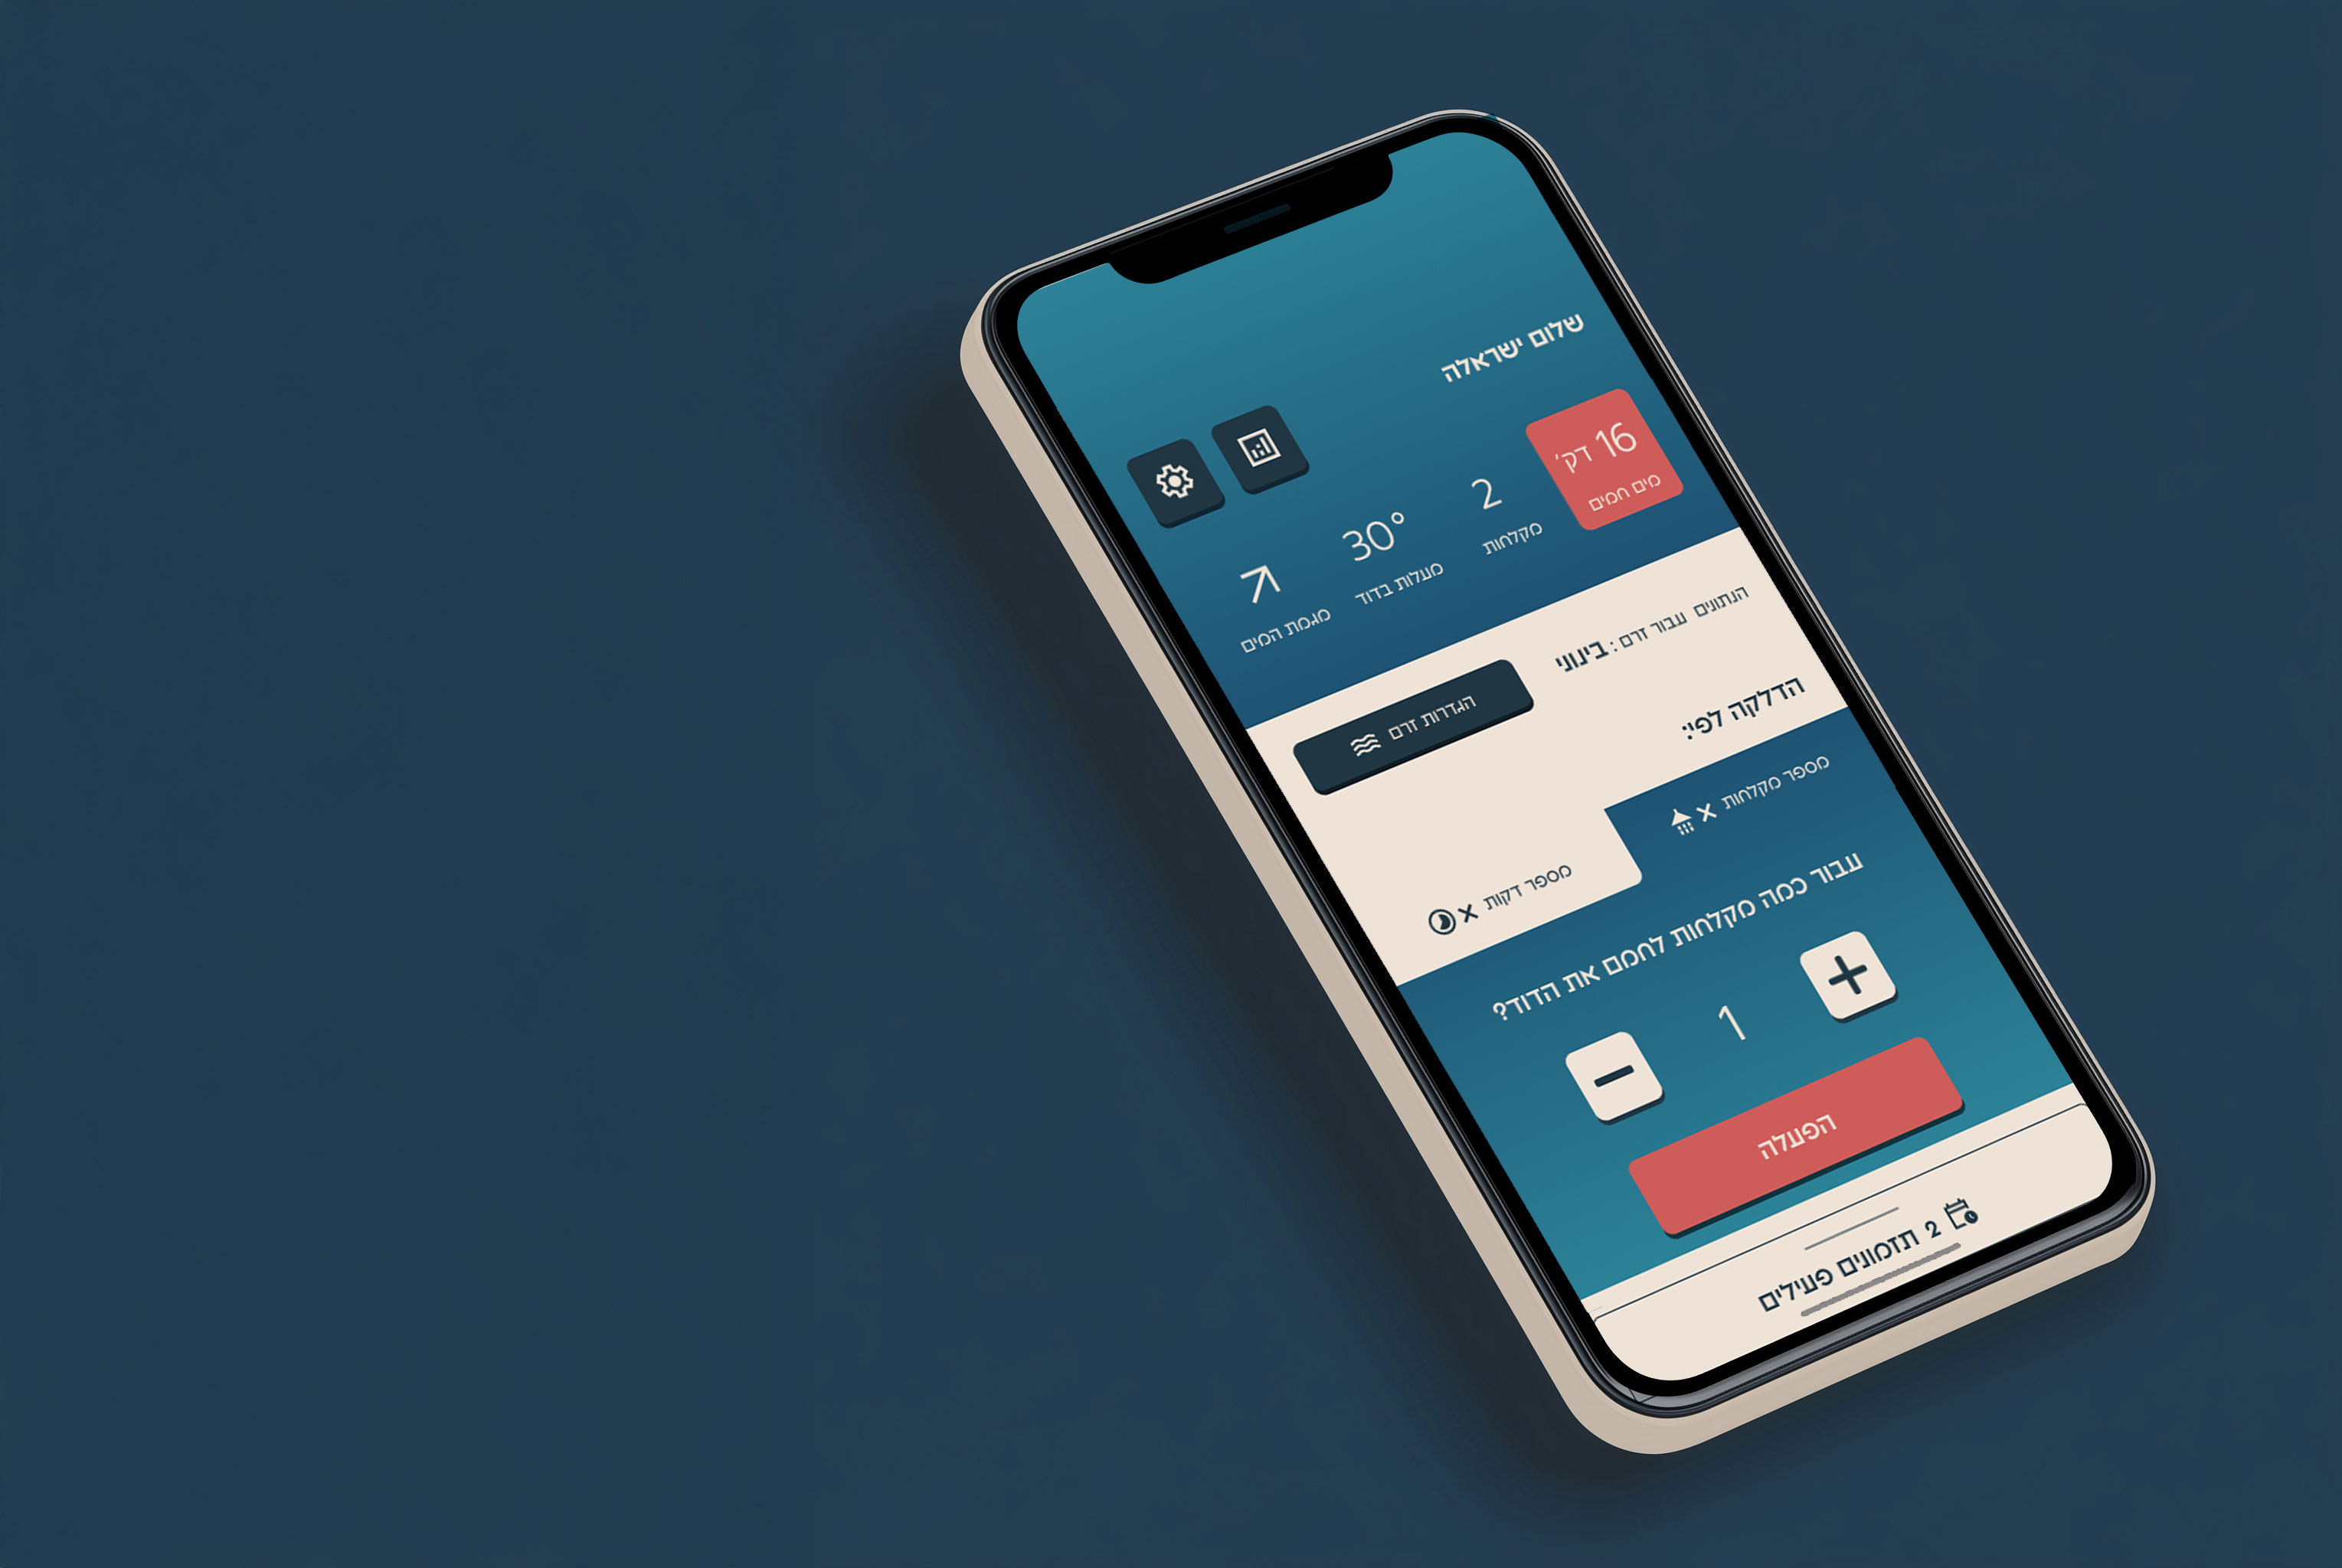 שלום ישראלה
16 דק'
מים חמים
2
מקלחות
30°
מעלות בדוד
מגמת המים
הנתונים עבור זרם: בינוני
הגדרות זרם
הדלקה לפי:
מספר מקלחות
מספר דקות
עבור כמה מקלחות לחמם את הדוד?
1
הפעלה
2 תזמונים פעילים